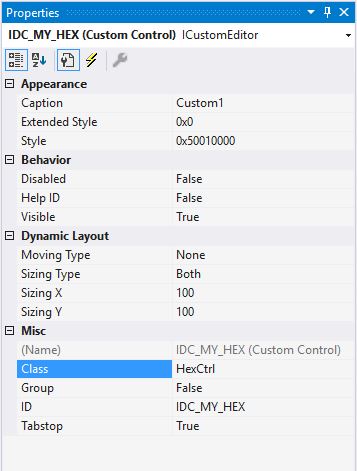 Properties
IDC_MY_HEX (Custom Control) ICustomEditor
Appearance
Caption Custom1
Extended Style 0x0
Style 0x50010000
Behavior
Disabled False
Help ID False
Visible True
Dynamic Layout
Moving Type None
Sizing Type Both
Sizing X 100
Sizing Y 100
Misc
(Name) IDC_MY_HEX (Custom Control)
Class HexCtrl
Group False
ID IDC_MY_HEX
Tabstop True